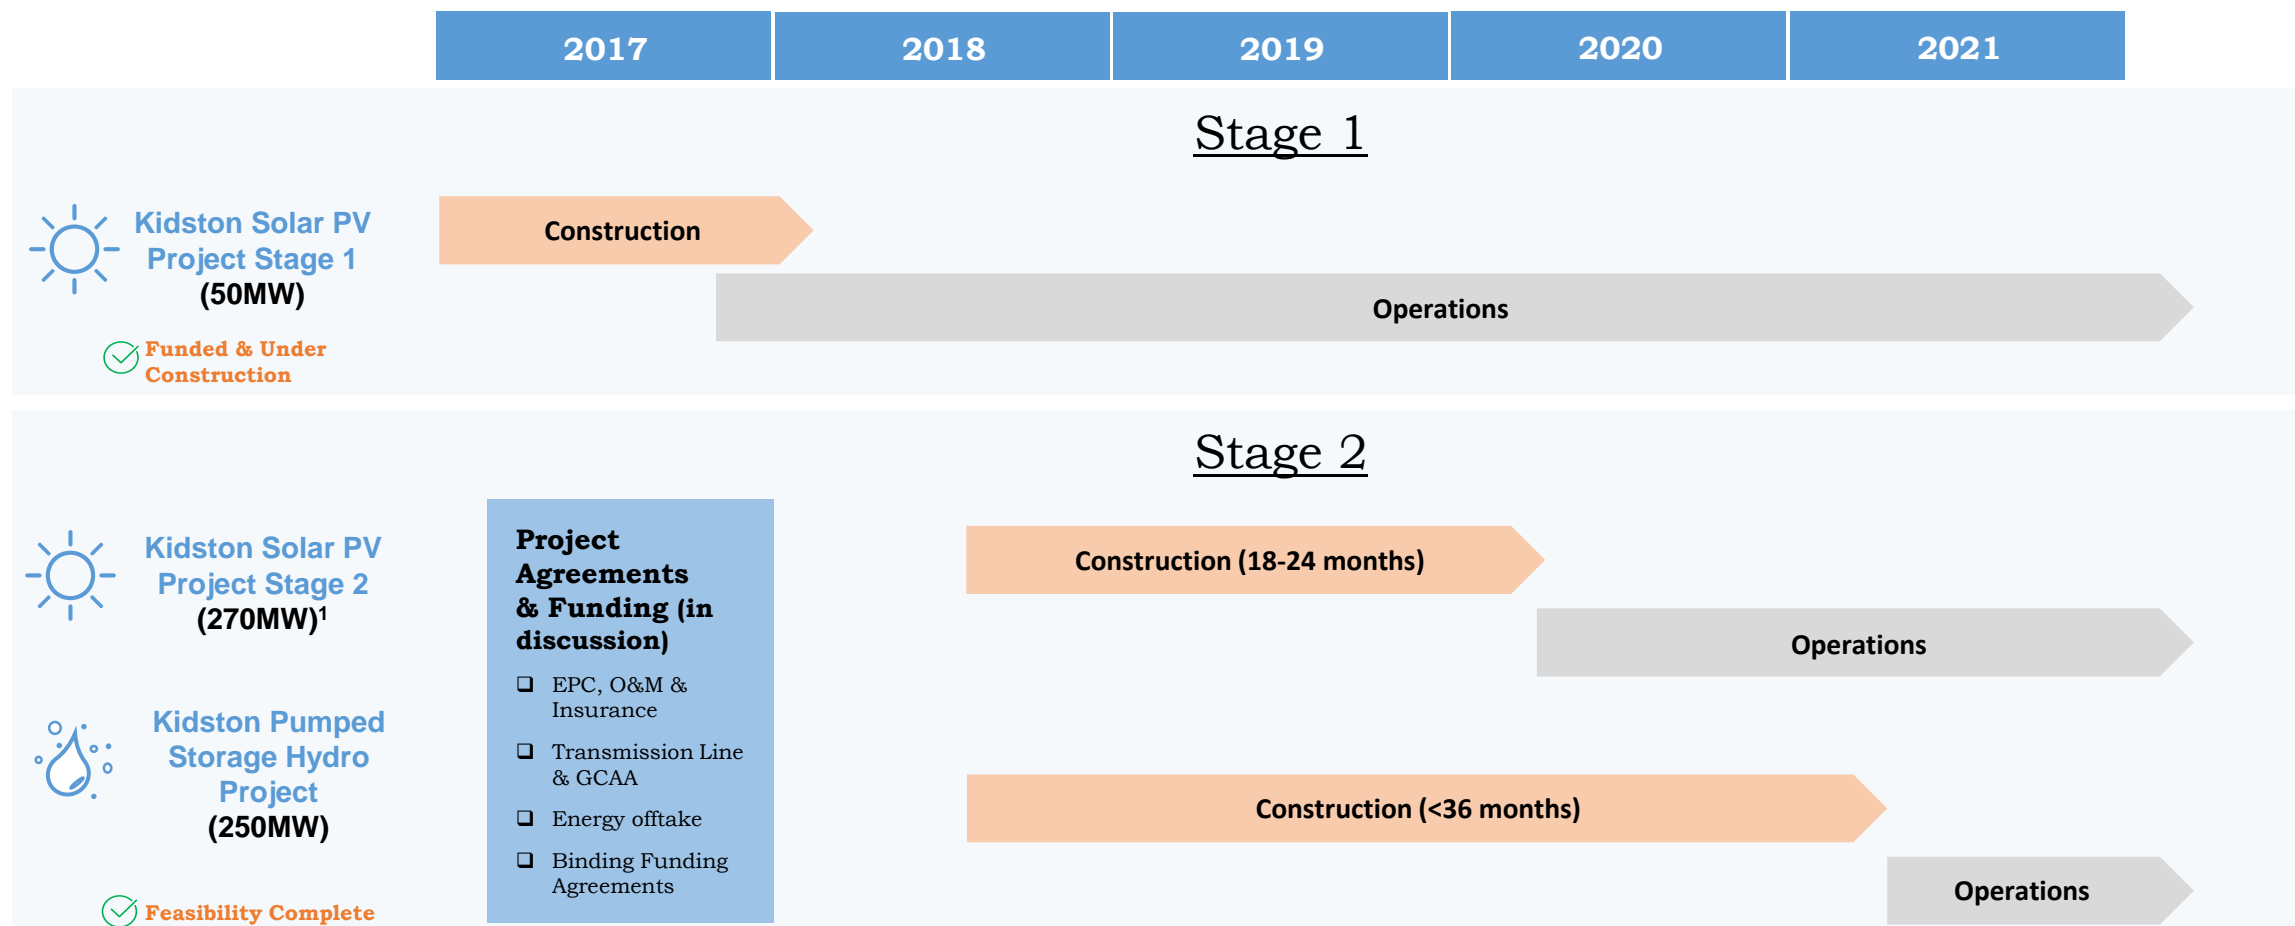 2017 2018 2019 2020 2021
Stage 1
Kidston Solar PV
Project Stage 1
(50MW)
Funded & Under
Construction
Construction
Operations
Stage 2
Kidston Solar PV
Project Stage 2
(270MW)¹
Kidston Pumped
Storage Hydro
Project
(250MW)
Feasibility Complete
Project
Agreements
& Funding (in
discussion)
❑ EPC, O&M &
Insurance
❑ Transmission Line
& GCAA
❑ Energy offtake
❑ Binding Funding
Agreements
Construction (18-24 months)
Operations
Construction (<36 months)
Operations